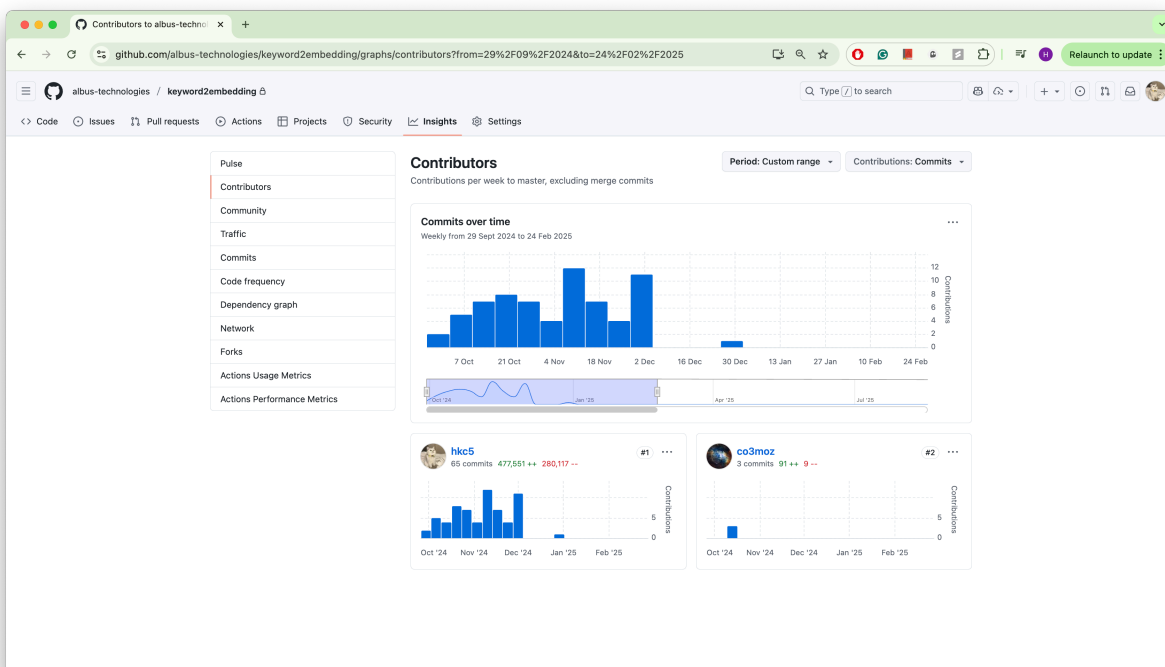 Contributors to albus-technol
github.com/albus-technologies/keyword2embedding/graphs/contributors?from=29%2F09%2F2024&to=24%2F02%2F2025
H
Relaunch to update
albus-technologies / keyword2embedding
Type / to search
Code
Issues
Pull requests
Actions
Projects
Security
Insights
Settings
Pulse
Contributors
Community
Traffic
Commits
Code frequency
Dependency graph
Network
Forks
Actions Usage Metrics
Actions Performance Metrics
Contributors
Contributions per week to master, excluding merge commits
Period: Custom range
Contributions: Commits
Commits over time
Weekly from 29 Sept 2024 to 24 Feb 2025
12
10
8
6
4
2
0
Contributions
7 Oct 21 Oct 4 Nov 18 Nov 2 Dec 16 Dec 30 Dec 13 Jan 27 Jan 10 Feb 24 Feb
Oct '24 Jan '25 Apr '25 Jul '25
hkc5
#1
65 commits 477,551 ++ 280,117 --
5
0
Contributions
Oct '24 Nov '24 Dec '24 Jan '25 Feb '25
co3moz
#2
3 commits 91 ++ 9 --
5
0
Contributions
Oct '24 Nov '24 Dec '24 Jan '25 Feb '25